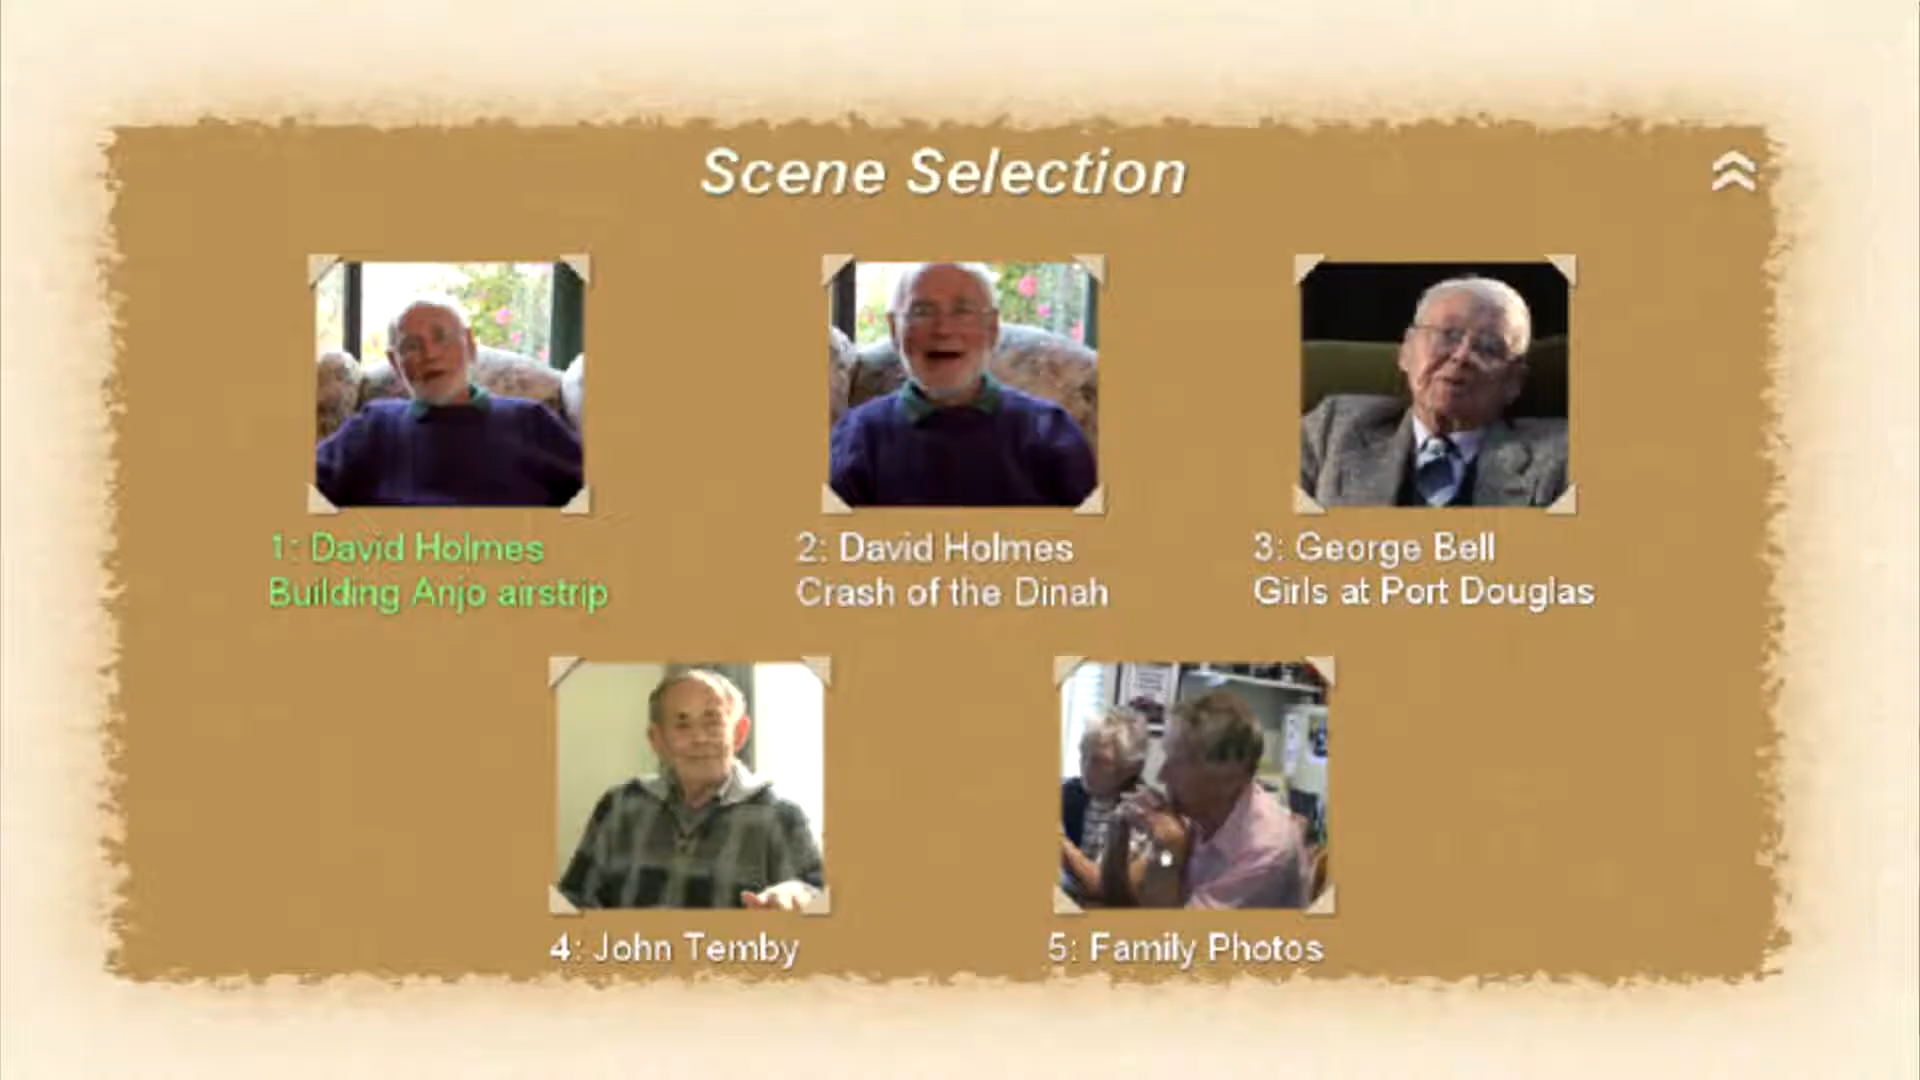 Scene Selection
1: David Holmes
Building Anjo airstrip
2: David Holmes
Crash of the Dinah
3: George Bell
Girls at Port Douglas
4: John Temby
5: Family Photos